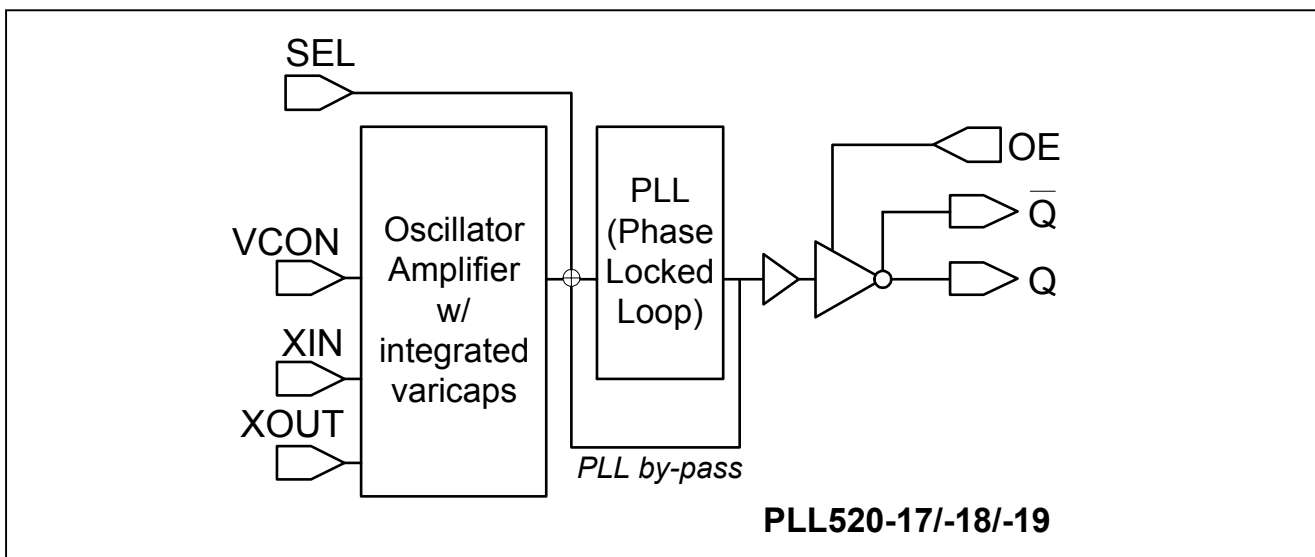 SEL
VCON
XIN
XOUT
Oscillator
Amplifier
w/
integrated
varicaps
PLL
(Phase
Locked
Loop)
PLL by-pass
OE
Q̅
Q
PLL520-17/-18/-19